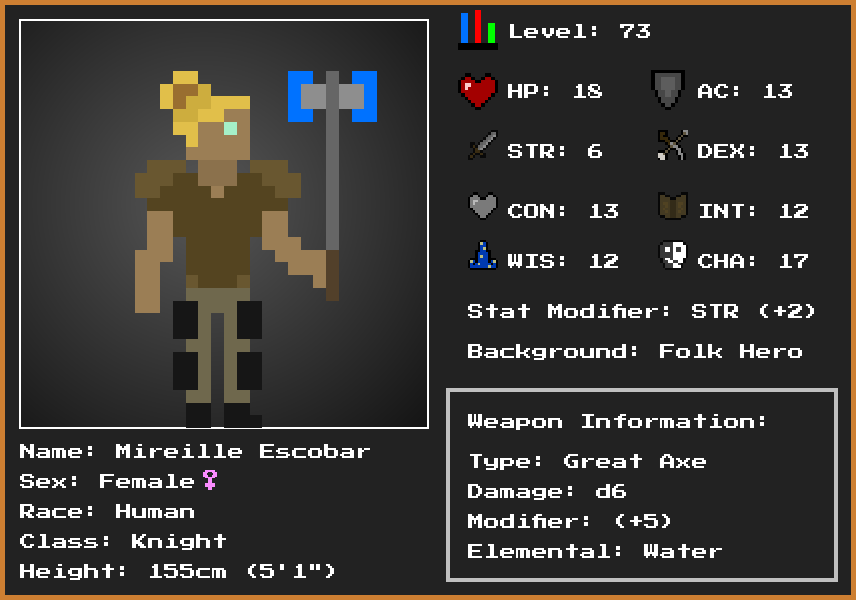 Level: 73
HP: 18 AC: 13
STR: 6 DEX: 13
CON: 13 INT: 12
WIS: 12 CHA: 17
Stat Modifier: STR (+2)
Background: Folk Hero
Weapon Information:
Type: Great Axe
Damage: d6
Modifier: (+5)
Elemental: Water
Name: Mireille Escobar
Sex: Female♀
Race: Human
Class: Knight
Height: 155cm (5'1")